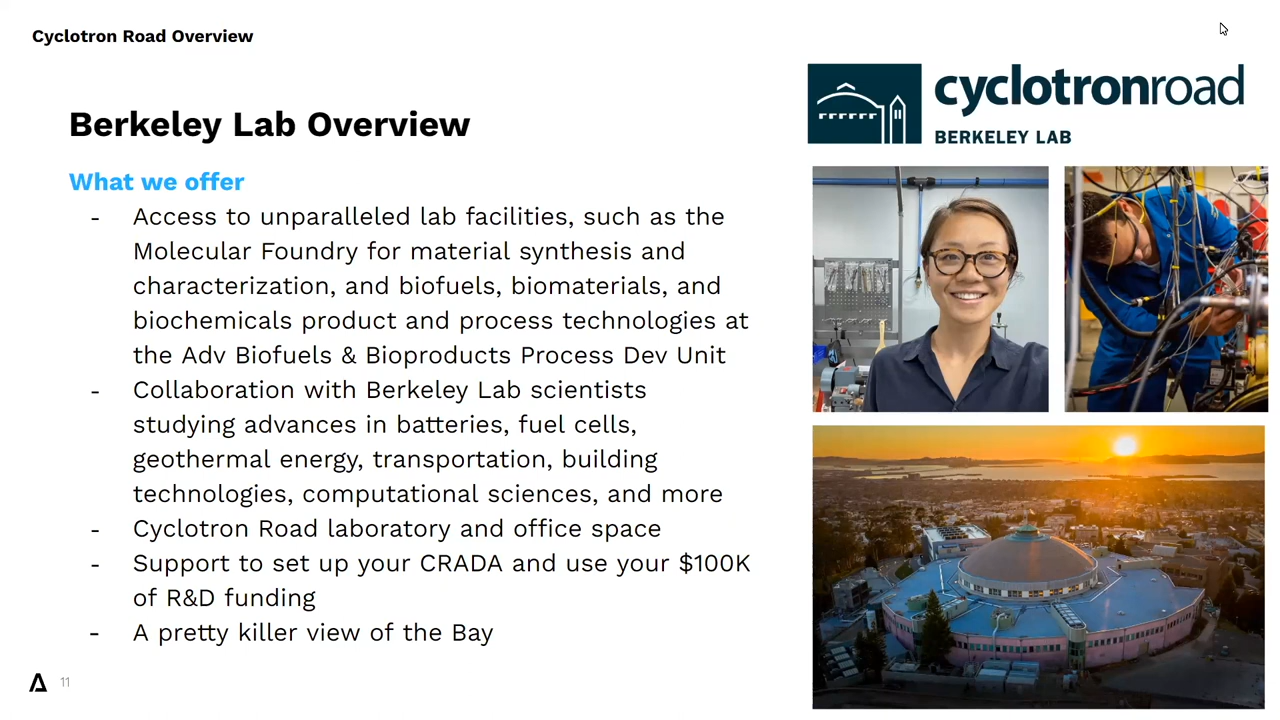 Cyclotron Road Overview
cyclotronroad
BERKELEY LAB
Berkeley Lab Overview
What we offer
- Access to unparalleled lab facilities, such as the
Molecular Foundry for material synthesis and
characterization, and biofuels, biomaterials, and
biochemicals product and process technologies at
the Adv Biofuels & Bioproducts Process Dev Unit
- Collaboration with Berkeley Lab scientists
studying advances in batteries, fuel cells,
geothermal energy, transportation, building
technologies, computational sciences, and more
- Cyclotron Road laboratory and office space
- Support to set up your CRADA and use your $100K
of R&D funding
- A pretty killer view of the Bay
11